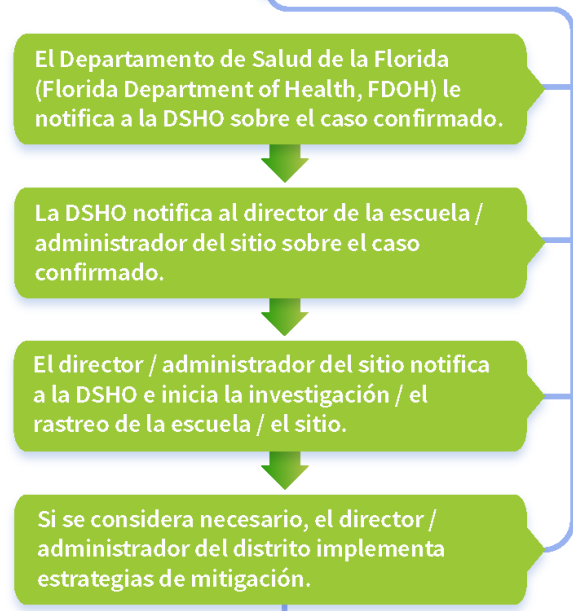 El Departamento de Salud de la Florida
(Florida Department of Health, FDOH) le
notifica a la DSHO sobre el caso confirmado.
La DSHO notifica al director de la escuela /
administrador del sitio sobre el caso
confirmado.
El director / administrador del sitio notifica
a la DSHO e inicia la investigación / el
rastreo de la escuela / el sitio.
Si se considera necesario, el director /
administrador del distrito implementa
estrategias de mitigación.